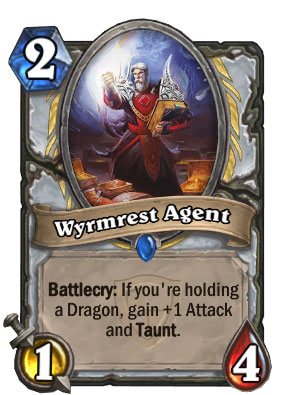 2
Wyrmrest Agent
Battlecry: If you're holding
a Dragon, gain +1 Attack
and Taunt.
1
4